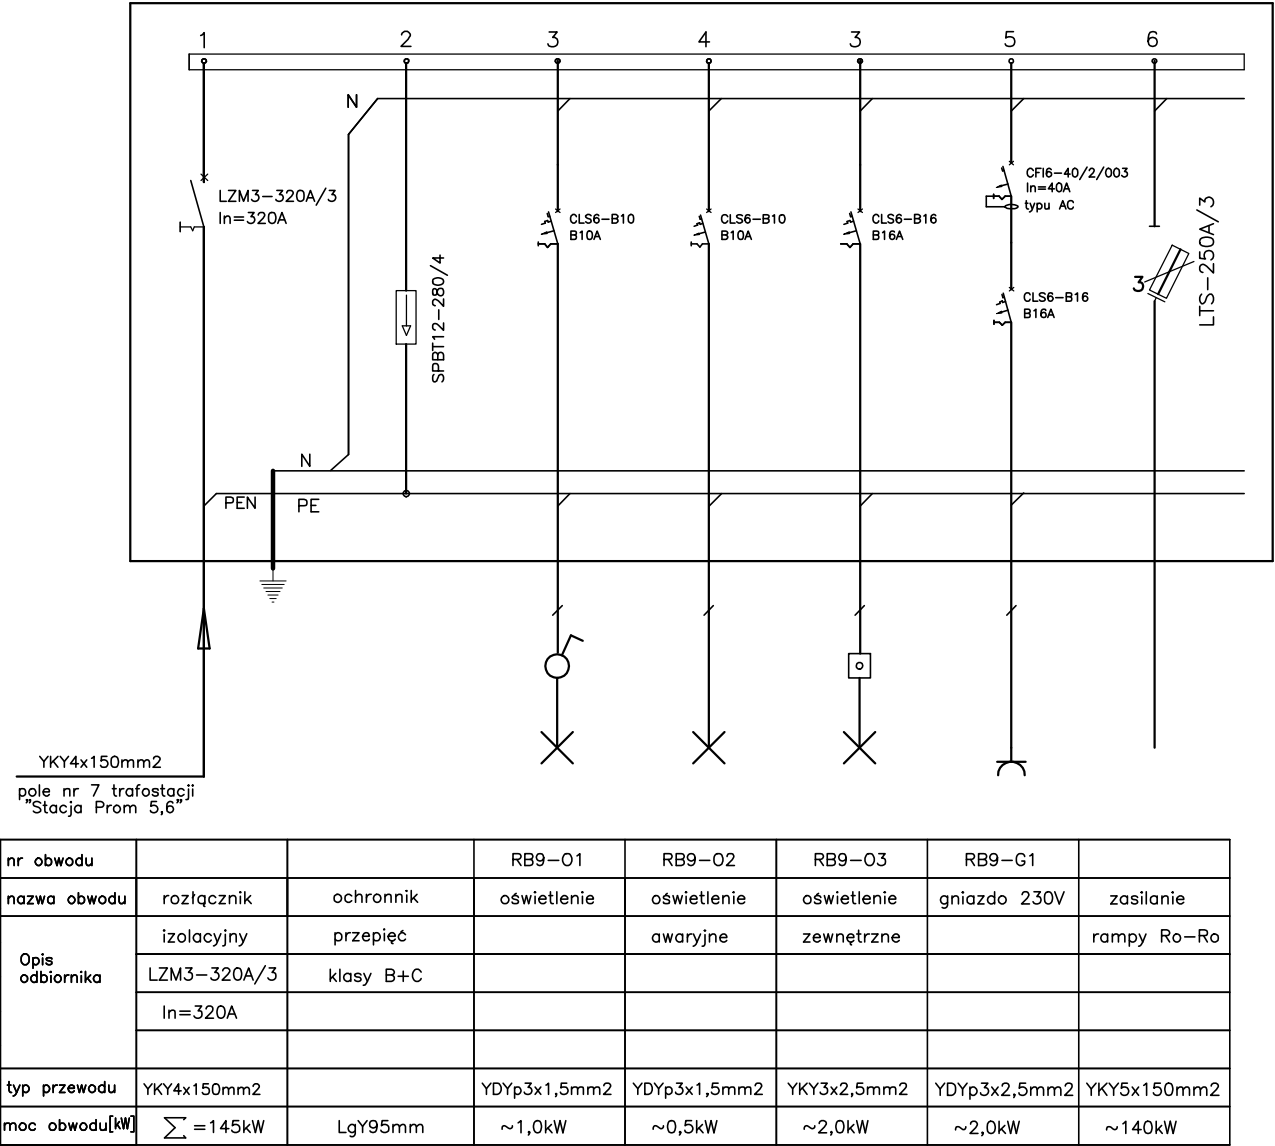 1 2 3 4 3 5 6
N
LZM3-320A/3
In=320A
SPBT12-280/4
CLS6-B10
B10A
CLS6-B10
B10A
CLS6-B16
B16A
CFI6-40/2/003
In=40A
typu AC
CLS6-B16
B16A
3
LTS-250A/3
N
PEN
PE
YKY4x150mm2
pole nr 7 trafostacji
"Stacja Prom 5,6"
nr obwodu RB9-O1 RB9-O2 RB9-O3 RB9-G1
nazwa obwodu rozłącznik ochronnik oświetlenie oświetlenie oświetlenie gniazdo 230V zasilanie
izolacyjny przepięć awaryjne zewnętrzne rampy Ro-Ro
Opis
odbiornika
LZM3-320A/3 klasy B+C
In=320A
typ przewodu YKY4x150mm2 YDYp3x1,5mm2 YDYp3x1,5mm2 YKY3x2,5mm2 YDYp3x2,5mm2 YKY5x150mm2
moc obwodu[kW] ∑=145kW LgY95mm ~1,0kW ~0,5kW ~2,0kW ~2,0kW ~140kW